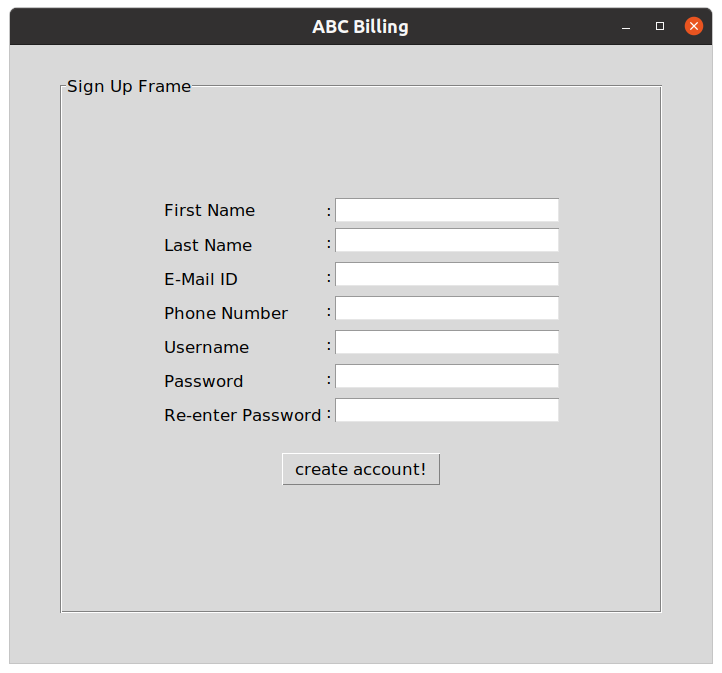 ABC Billing
Sign Up Frame
First Name :
Last Name :
E-Mail ID :
Phone Number :
Username :
Password :
Re-enter Password :
create account!